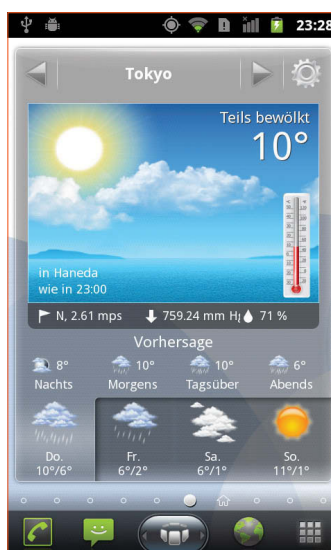 23:28
Tokyo
Teils bewölkt
10°
in Haneda
wie in 23:00
N, 2.61 mps 759.24 mm Hg 71 %
Vorhersage
8° 10° 10° 6°
Nachts Morgens Tagsüber Abends
Do. Fr. Sa. So.
10°/6° 6°/2° 6°/1° 11°/1°